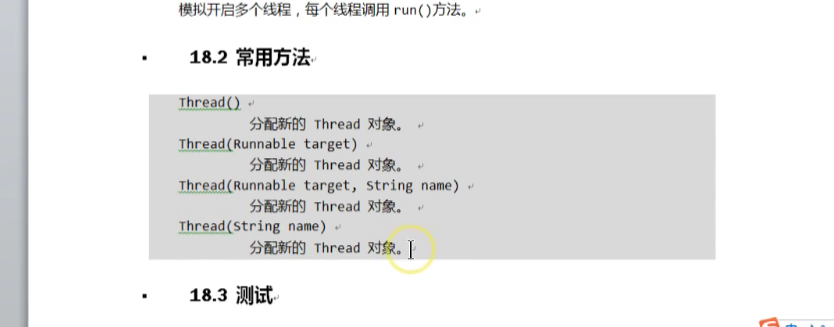 模拟开启多个线程，每个线程调用 run()方法。
▪ 18.2 常用方法
Thread()
分配新的 Thread 对象。
Thread(Runnable target)
分配新的 Thread 对象。
Thread(Runnable target, String name)
分配新的 Thread 对象。
Thread(String name)
分配新的 Thread 对象。
▪ 18.3 测试